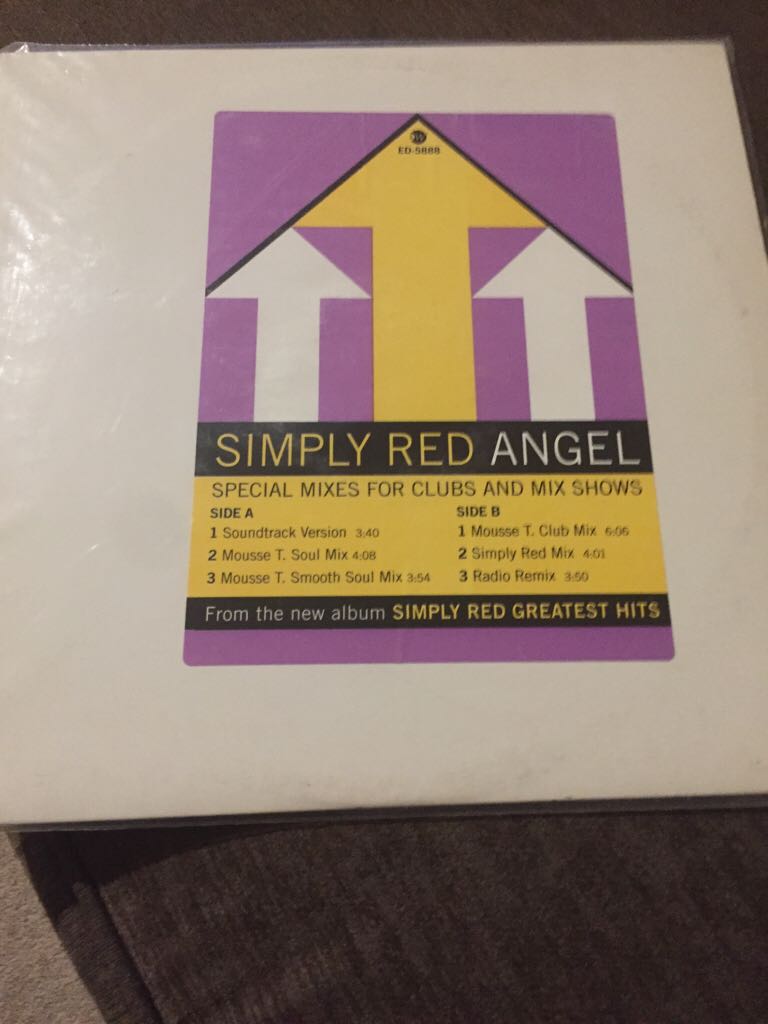 ED-5888
SIMPLY RED ANGEL
SPECIAL MIXES FOR CLUBS AND MIX SHOWS
SIDE A
1 Soundtrack Version 3:40
2 Mousse T. Soul Mix 4:08
3 Mousse T. Smooth Soul Mix 3:54
SIDE B
1 Mousse T. Club Mix 6:06
2 Simply Red Mix 4:01
3 Radio Remix 3:50
From the new album SIMPLY RED GREATEST HITS